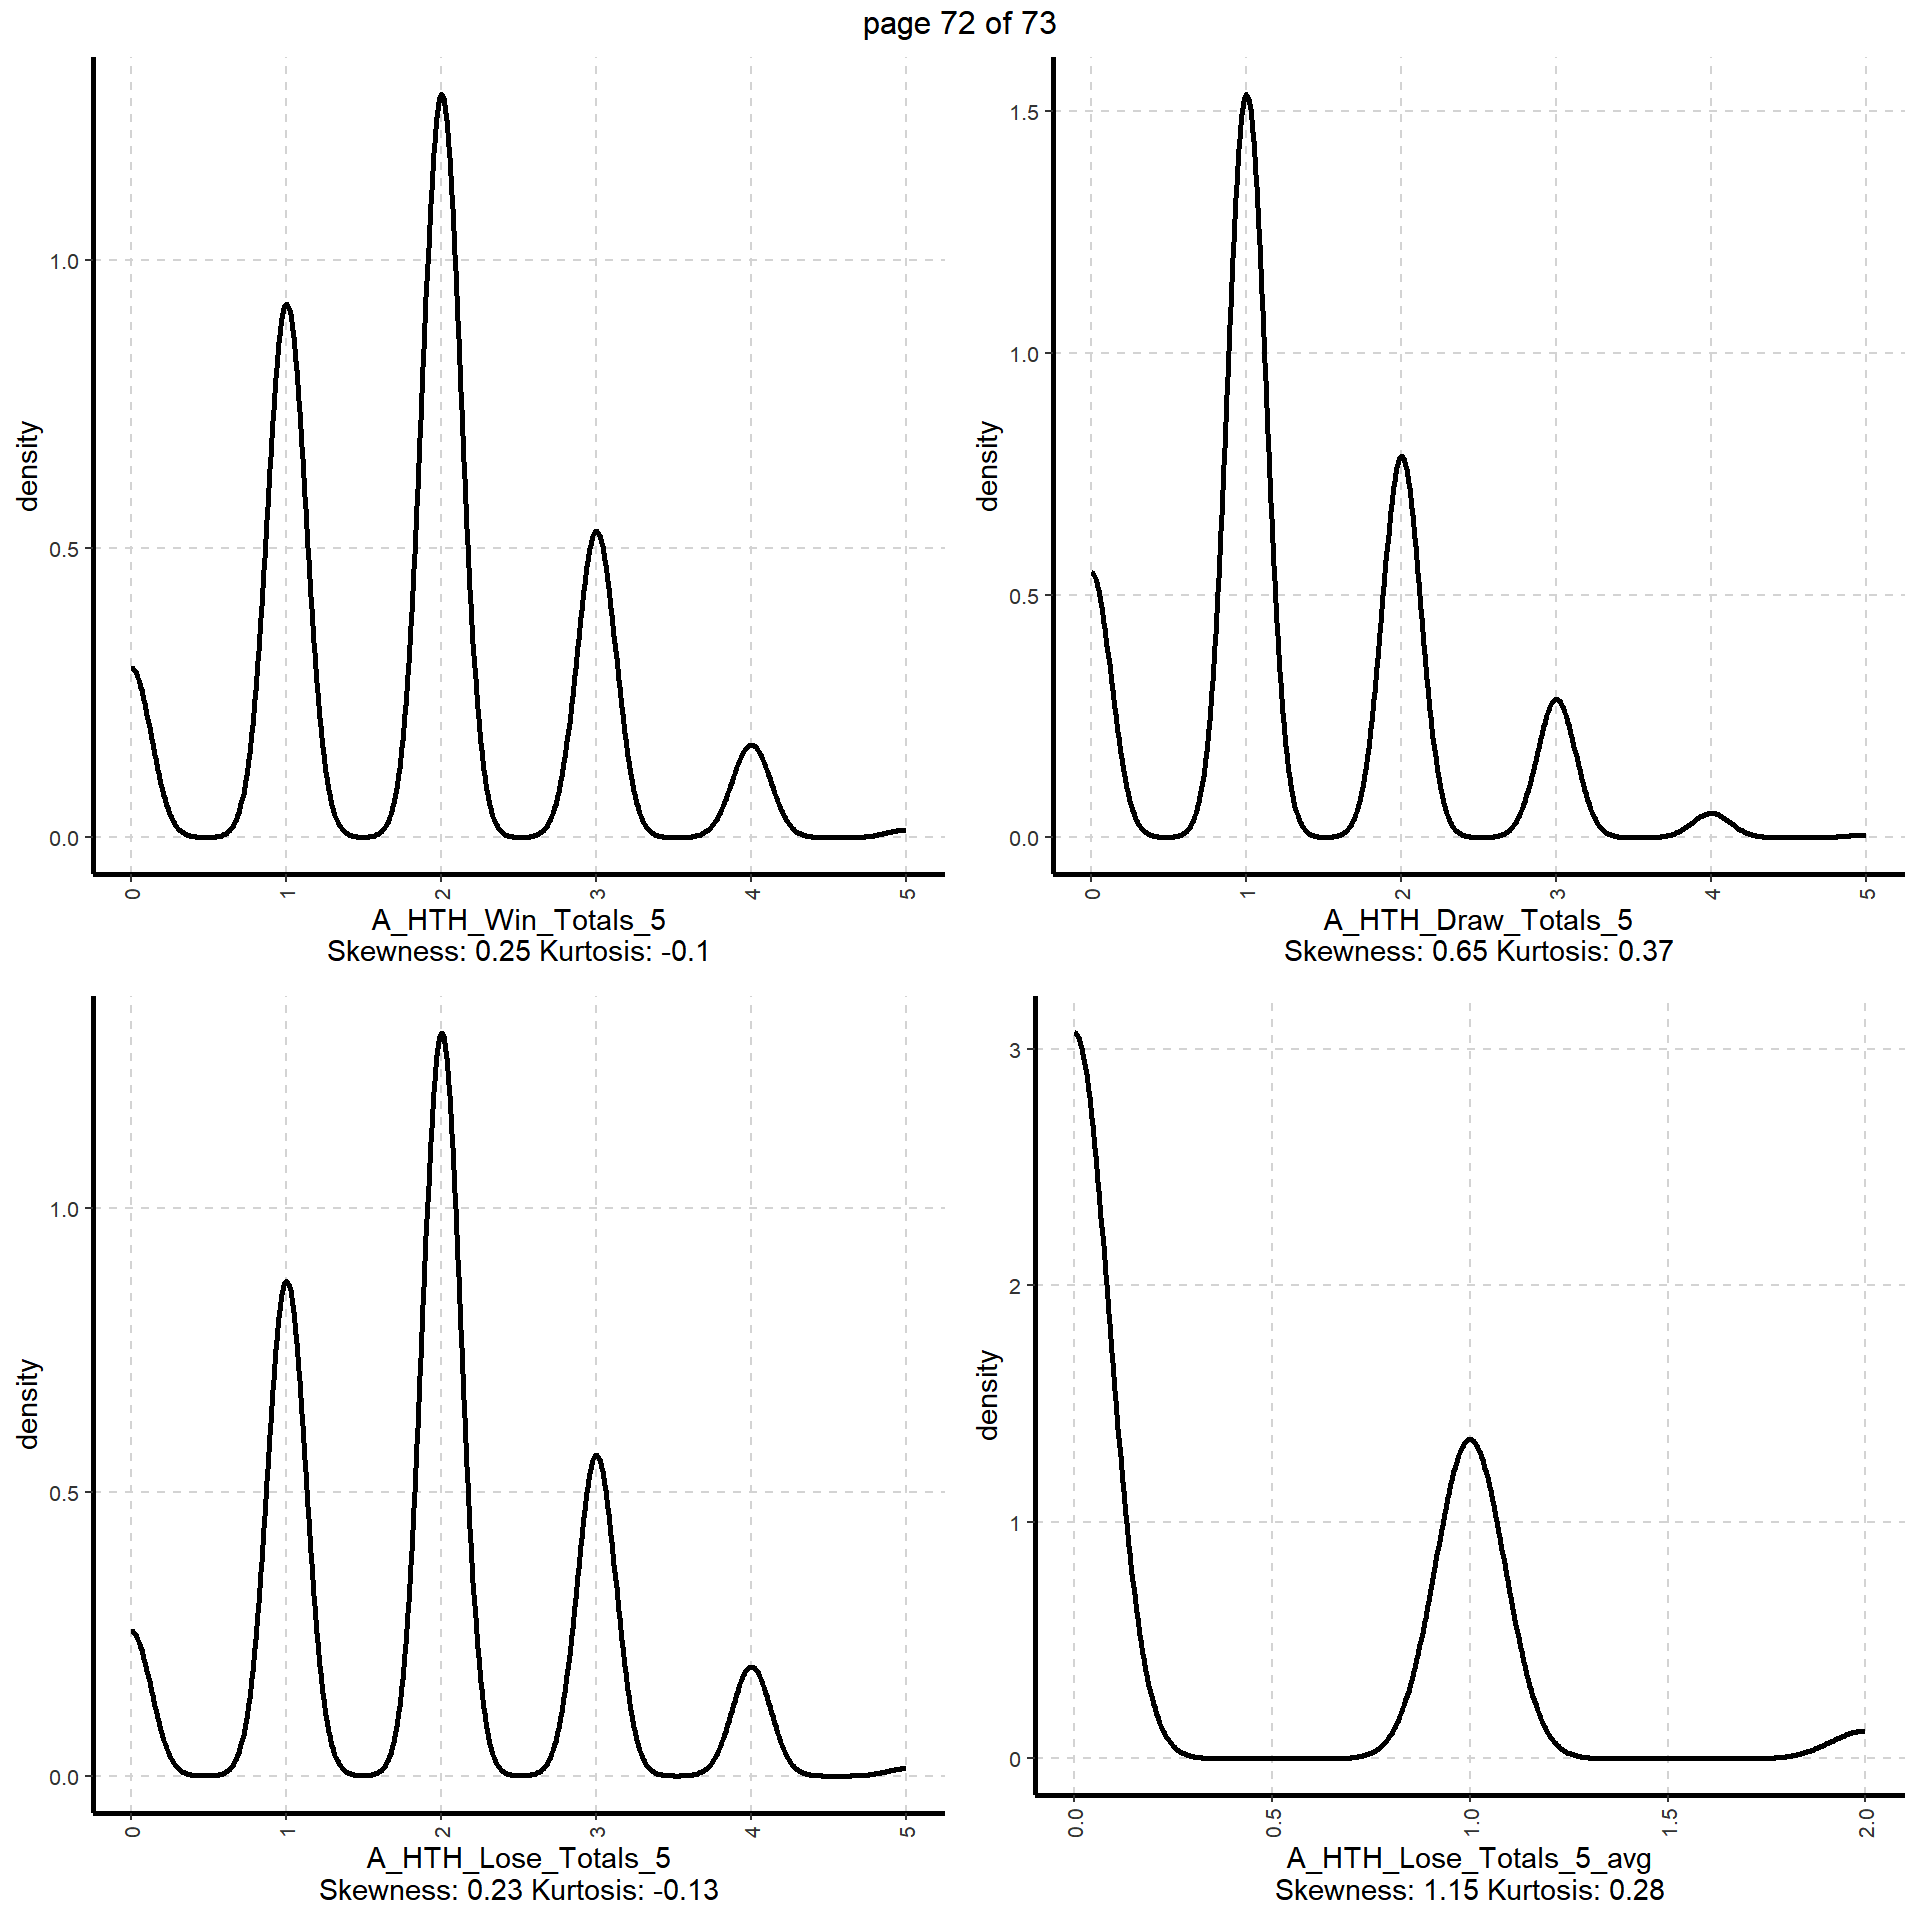 page 72 of 73
density
1.0
0.5
0.0
0 1 2 3 4 5
A_HTH_Win_Totals_5
Skewness: 0.25 Kurtosis: -0.1
density
1.5
1.0
0.5
0.0
0 1 2 3 4 5
A_HTH_Draw_Totals_5
Skewness: 0.65 Kurtosis: 0.37
density
1.0
0.5
0.0
0 1 2 3 4 5
A_HTH_Lose_Totals_5
Skewness: 0.23 Kurtosis: -0.13
density
3
2
1
0
0.0 0.5 1.0 1.5 2.0
A_HTH_Lose_Totals_5_avg
Skewness: 1.15 Kurtosis: 0.28